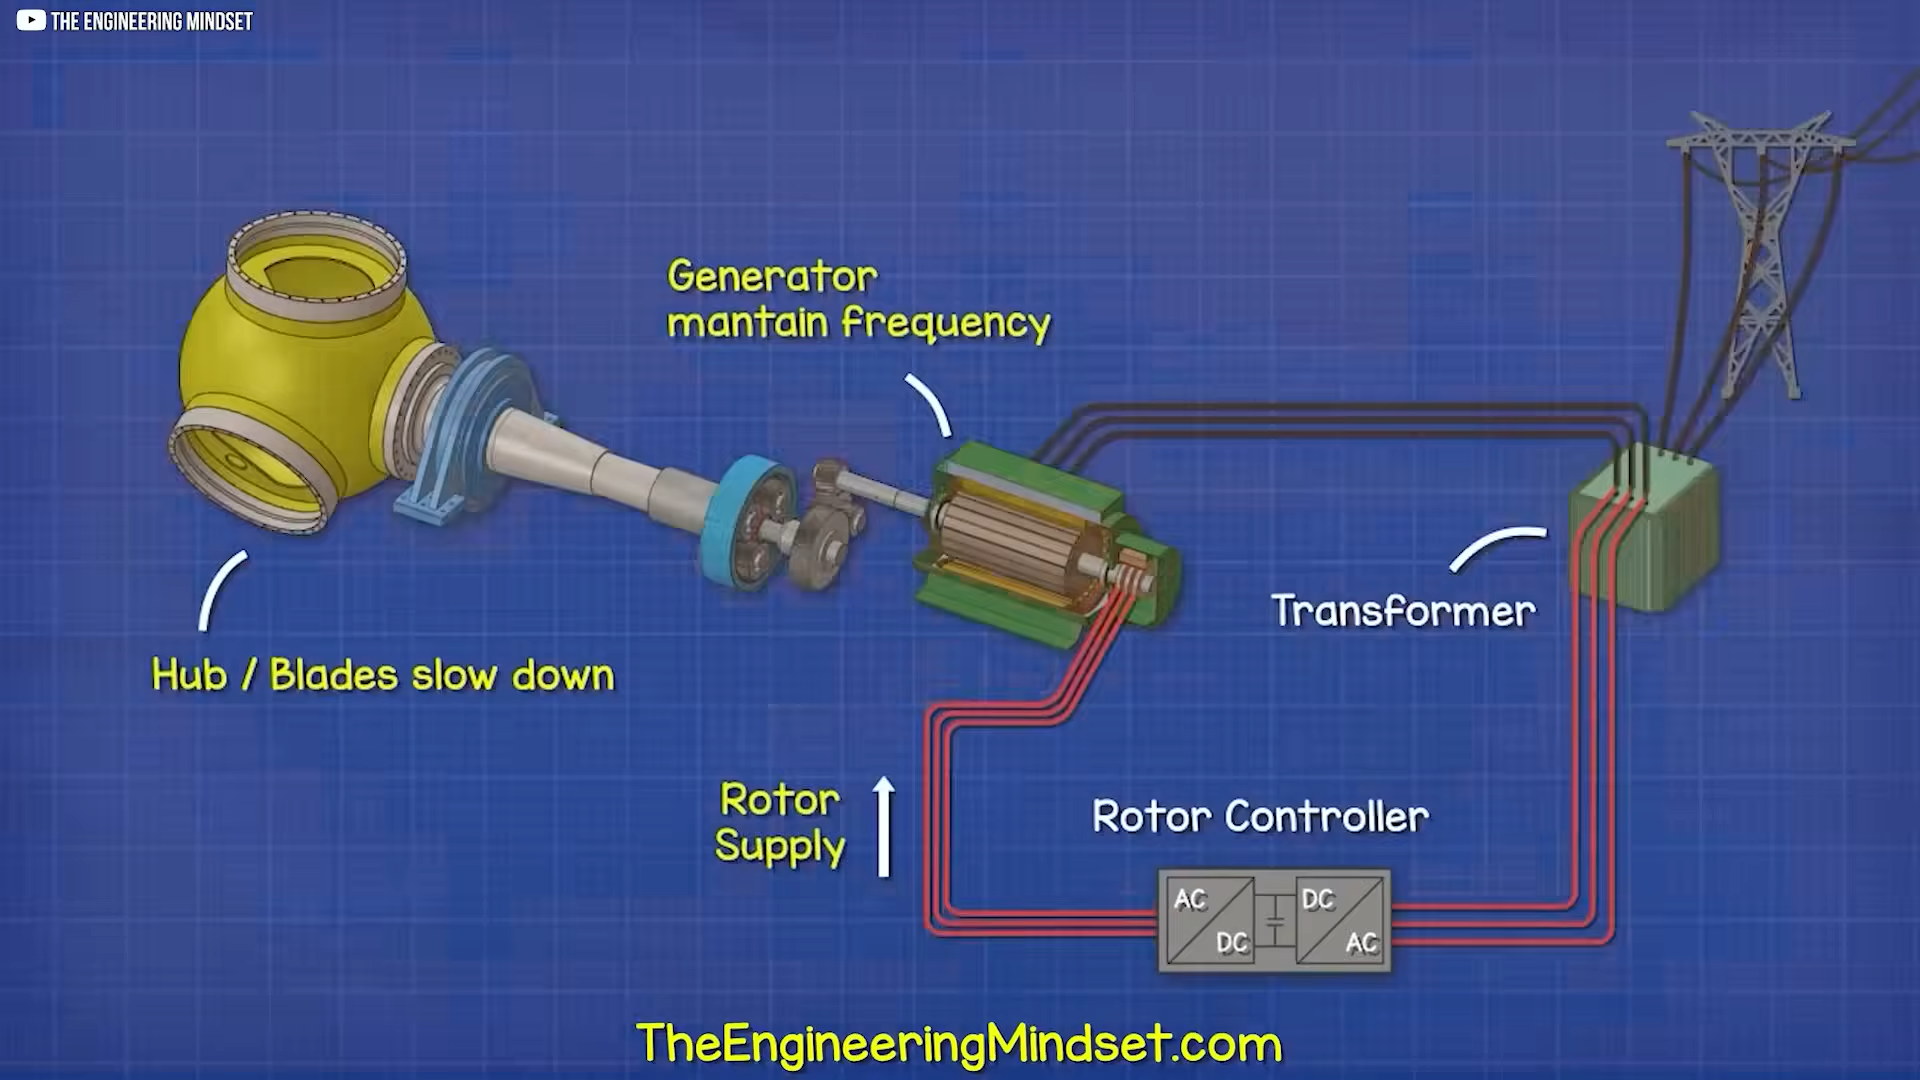 THE ENGINEERING MINDSET
Generator
mantain frequency
Hub / Blades slow down
Transformer
Rotor
Supply
Rotor Controller
AC
DC
DC
AC
TheEngineeringMindset.com